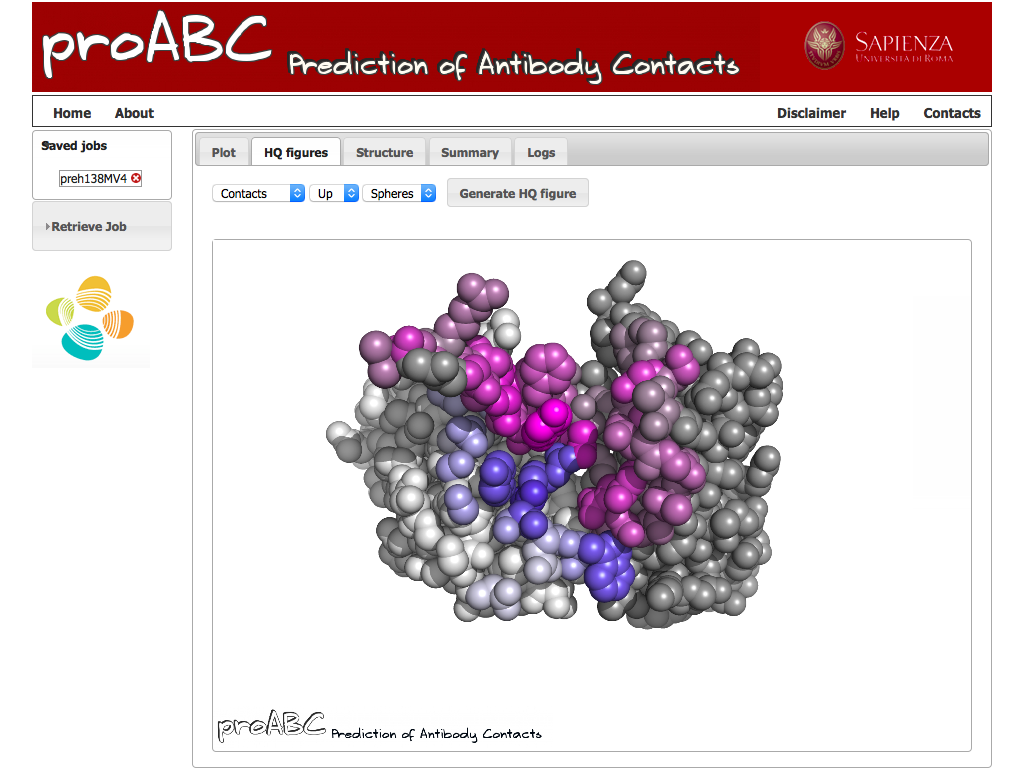 proABC Prediction of Antibody Contacts
SAPIENZA
UNIVERSITÀ DI ROMA
Home About Disclaimer Help Contacts
Saved jobs
preh138MV4
Retrieve Job
Plot HQ figures Structure Summary Logs
Contacts Up Spheres Generate HQ figure
proABC Prediction of Antibody Contacts